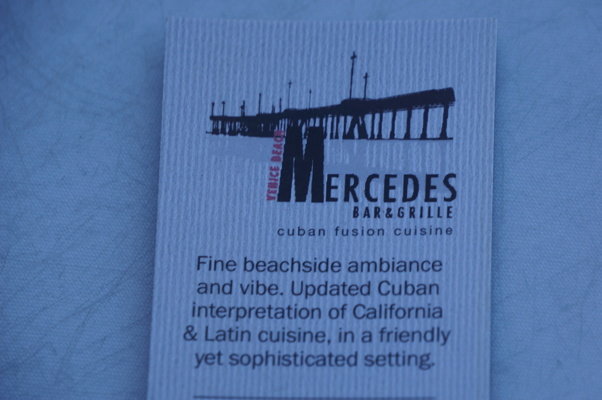 VENICE BEACH
MERCEDES
BAR&GRILLE
cuban fusion cuisine
Fine beachside ambiance
and vibe. Updated Cuban
interpretation of California
& Latin cuisine, in a friendly
yet sophisticated setting.